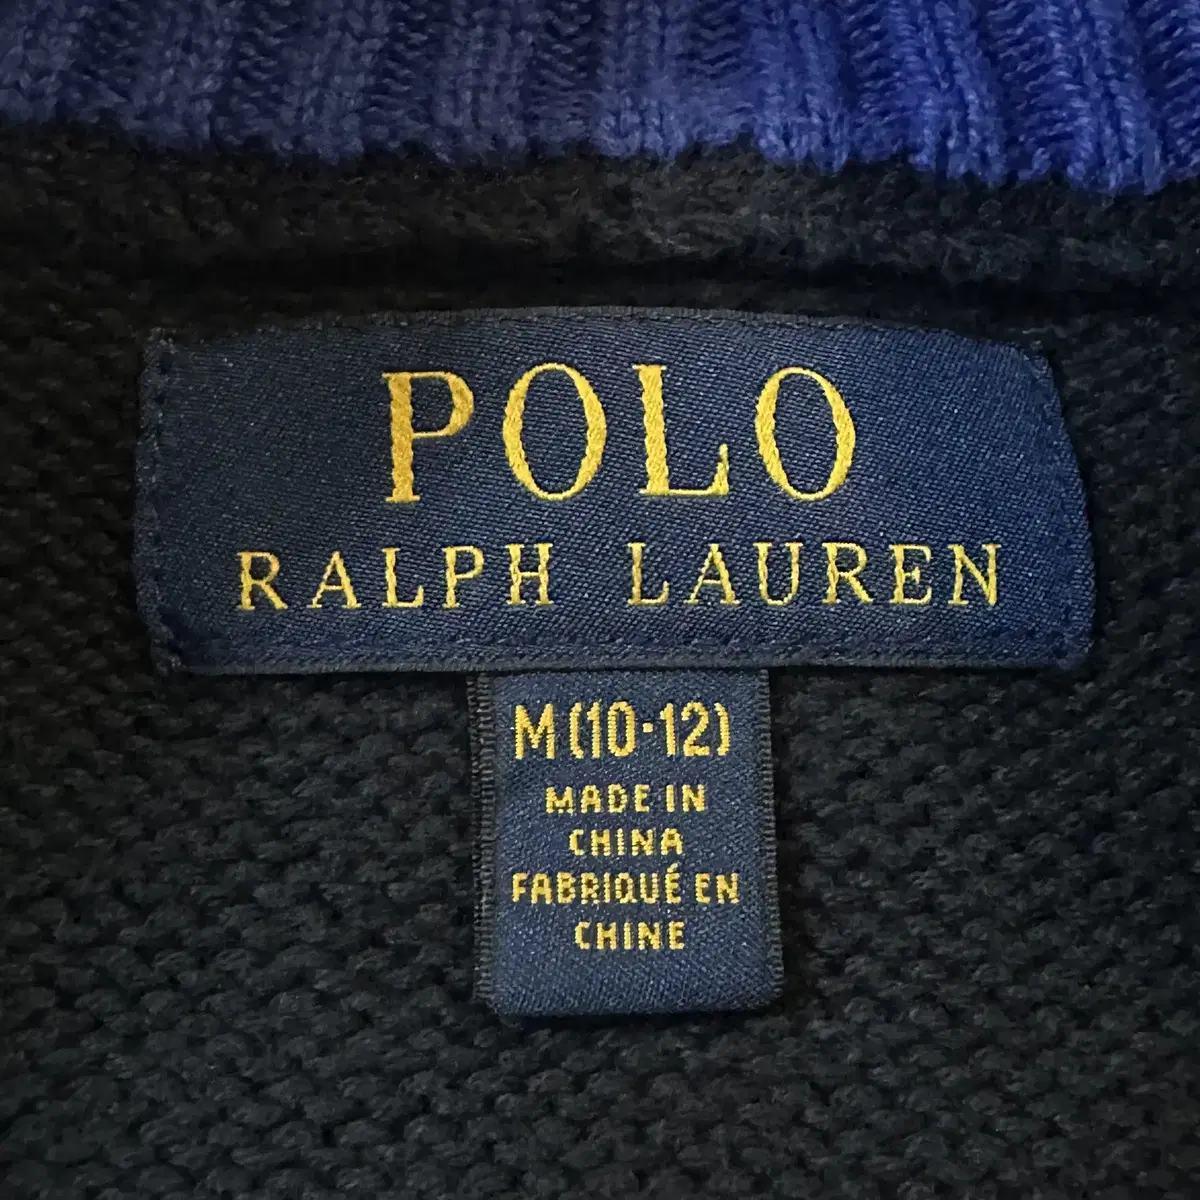 POLO
RALPH LAUREN
M (10·12)
MADE IN
CHINA
FABRIQUÉ EN
CHINE